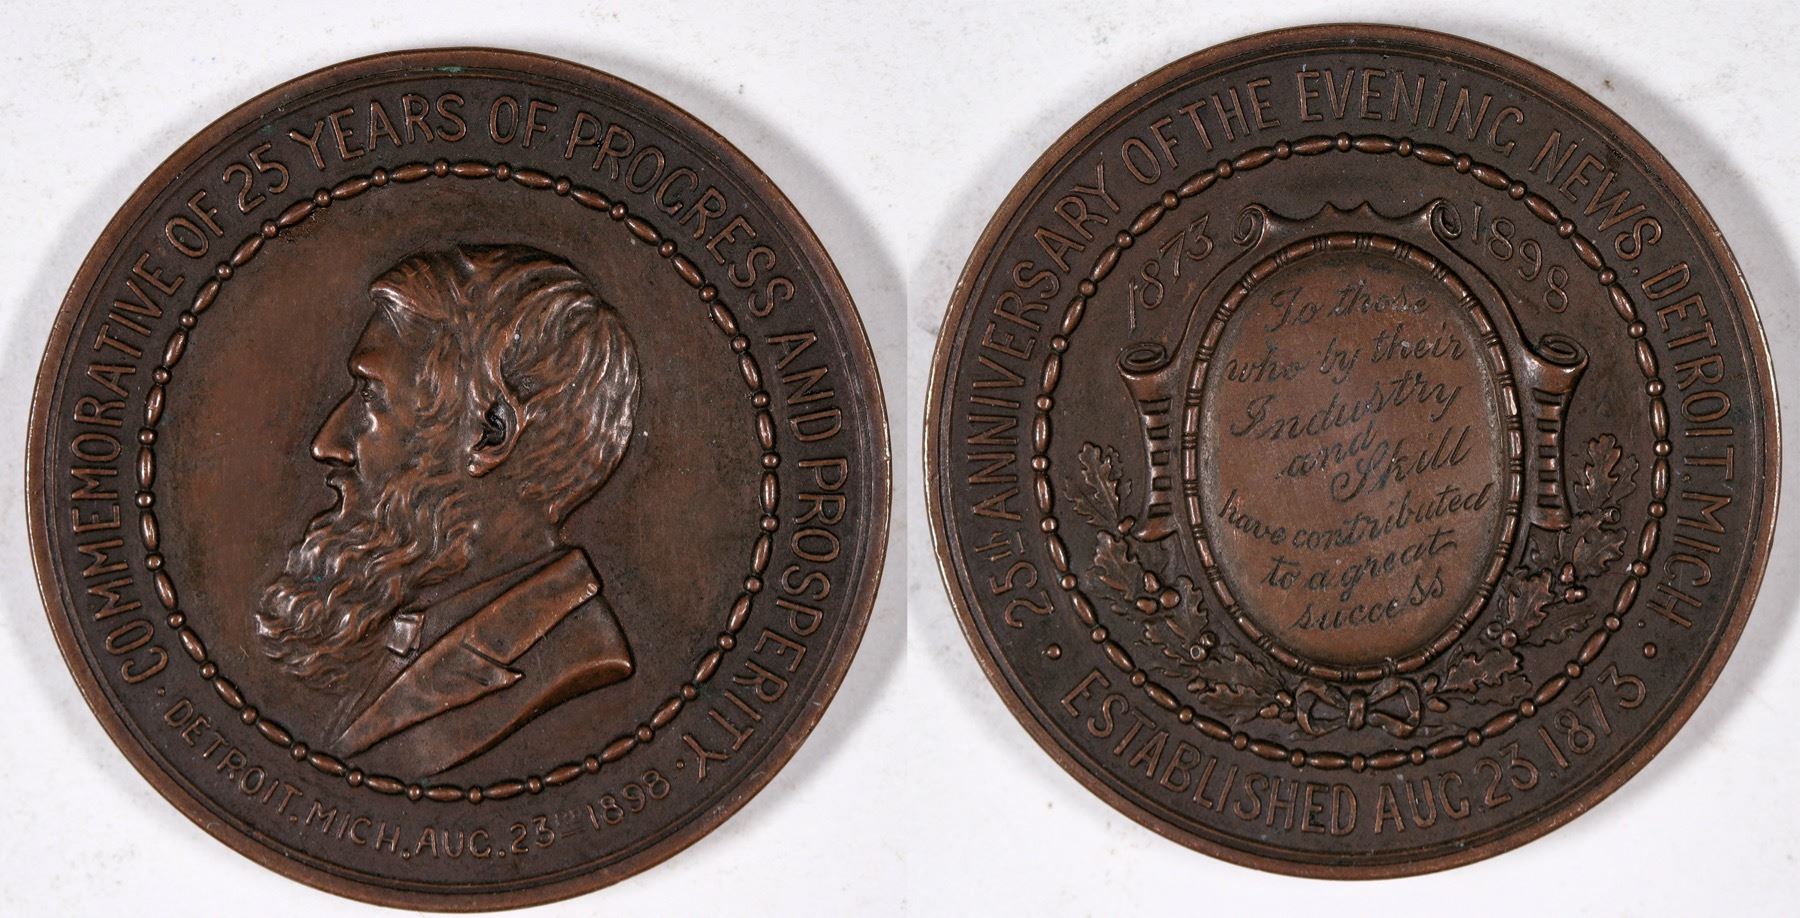 COMMEMORATIVE OF 25 YEARS OF PROGRESS AND PROSPERITY
· DETROIT. MICH. AUG. 23RD 1898 ·
25th ANNIVERSARY OF THE EVENING NEWS. DETROIT. MICH.
1873 1898
To those
who by their
Industry
and
Skill
have contributed
to a great
success
· ESTABLISHED AUG. 23. 1873 ·